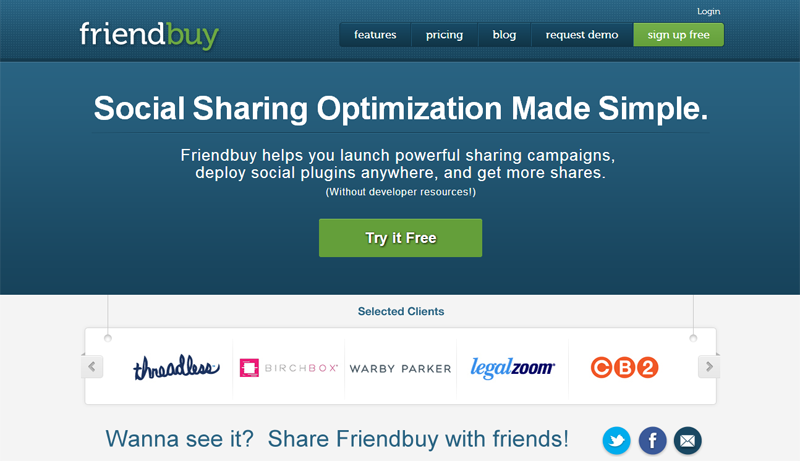 Login
friendbuy
features pricing blog request demo sign up free
Social Sharing Optimization Made Simple.
Friendbuy helps you launch powerful sharing campaigns,
deploy social plugins anywhere, and get more shares.
(Without developer resources!)
Try it Free
Selected Clients
threadless BIRCHBOX WARBY PARKER legalzoom CB2
Wanna see it? Share Friendbuy with friends!